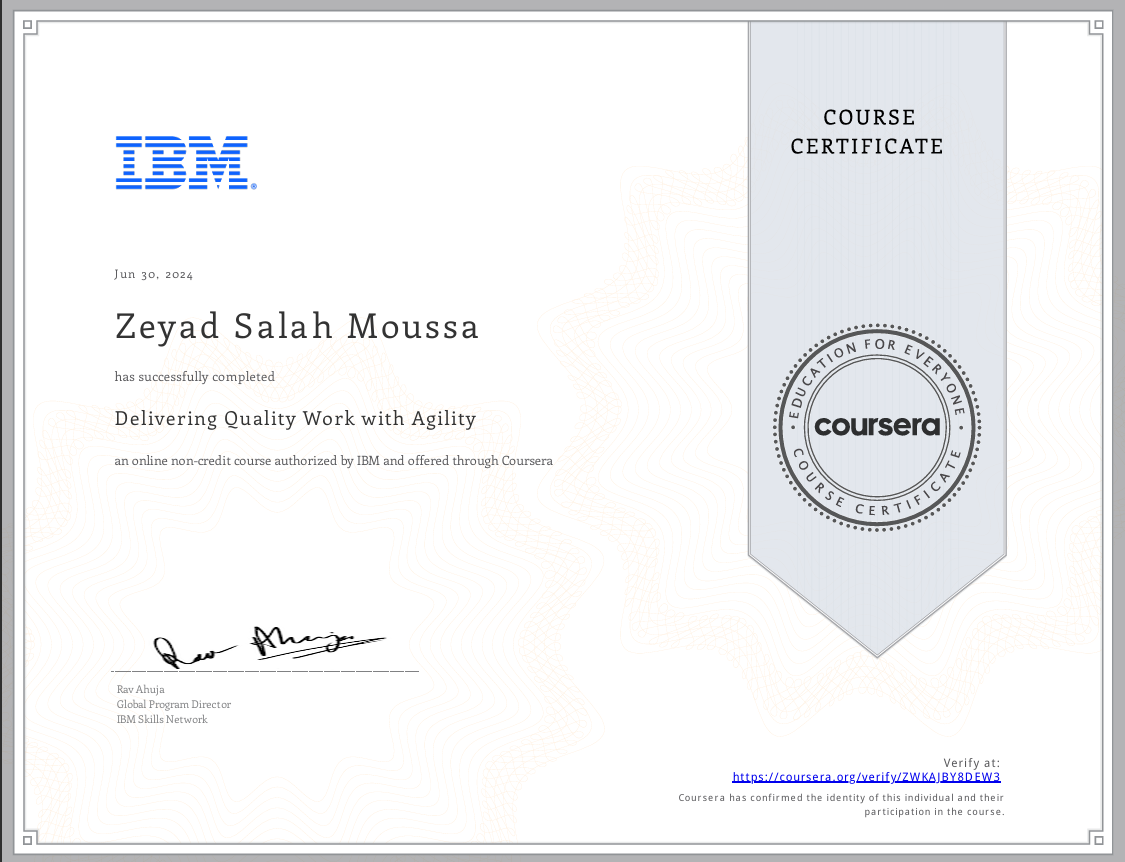 IBM®
COURSE
CERTIFICATE
Jun 30, 2024
Zeyad Salah Moussa
has successfully completed
Delivering Quality Work with Agility
an online non-credit course authorized by IBM and offered through Coursera
EDUCATION FOR EVERYONE
coursera
COURSE CERTIFICATE
Rav Ahuja
Rav Ahuja
Global Program Director
IBM Skills Network
Verify at:
https://coursera.org/verify/ZWKAJBY8DEW3
Coursera has confirmed the identity of this individual and their
participation in the course.